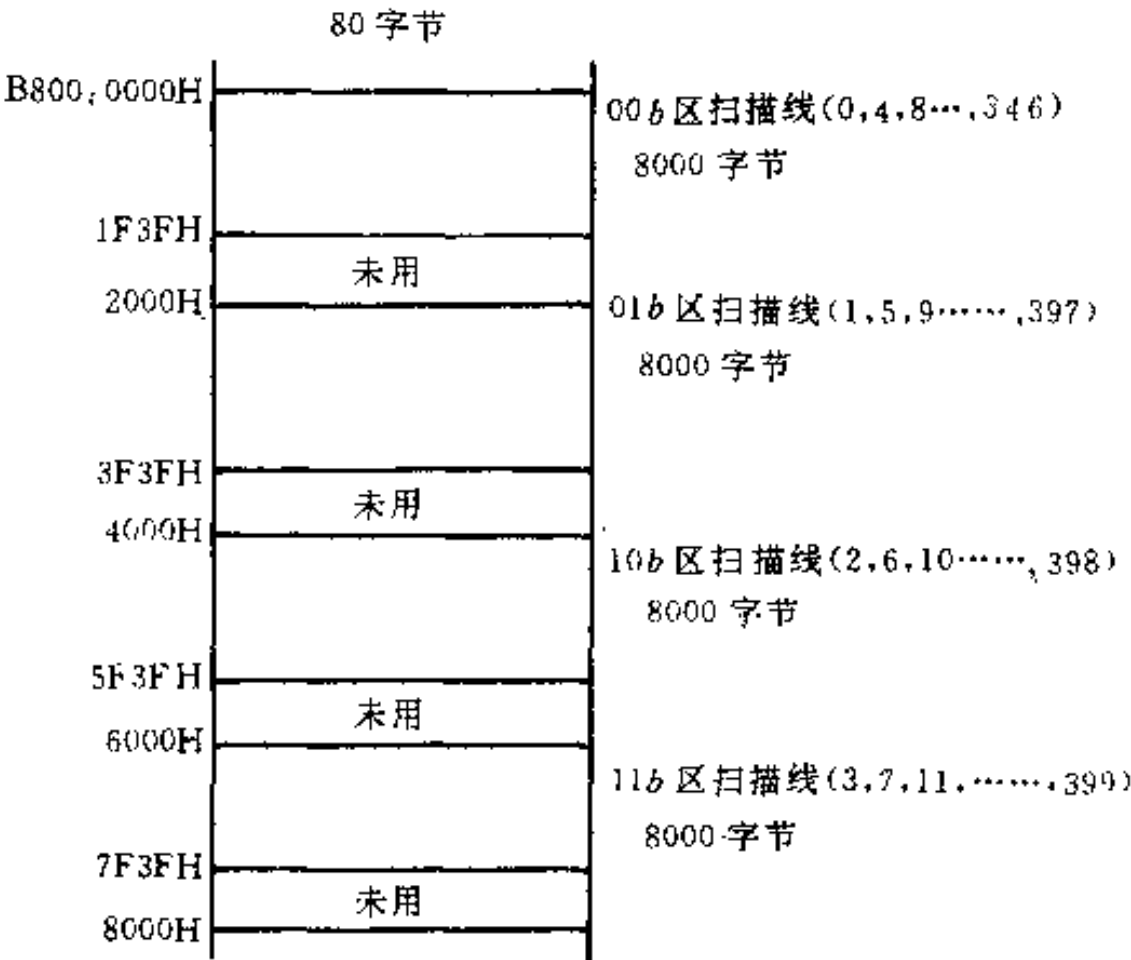 80 字节
B800:0000H
00b 区扫描线(0,4,8…,346)
8000 字节
1F3FH
未用
2000H
01b 区扫描线(1,5,9……,397)
8000 字节
3F3FH
未用
4000H
10b 区扫描线(2,6,10……,398)
8000 字节
5F3FH
未用
6000H
11b 区扫描线(3,7,11,……,399)
8000 字节
7F3FH
未用
8000H